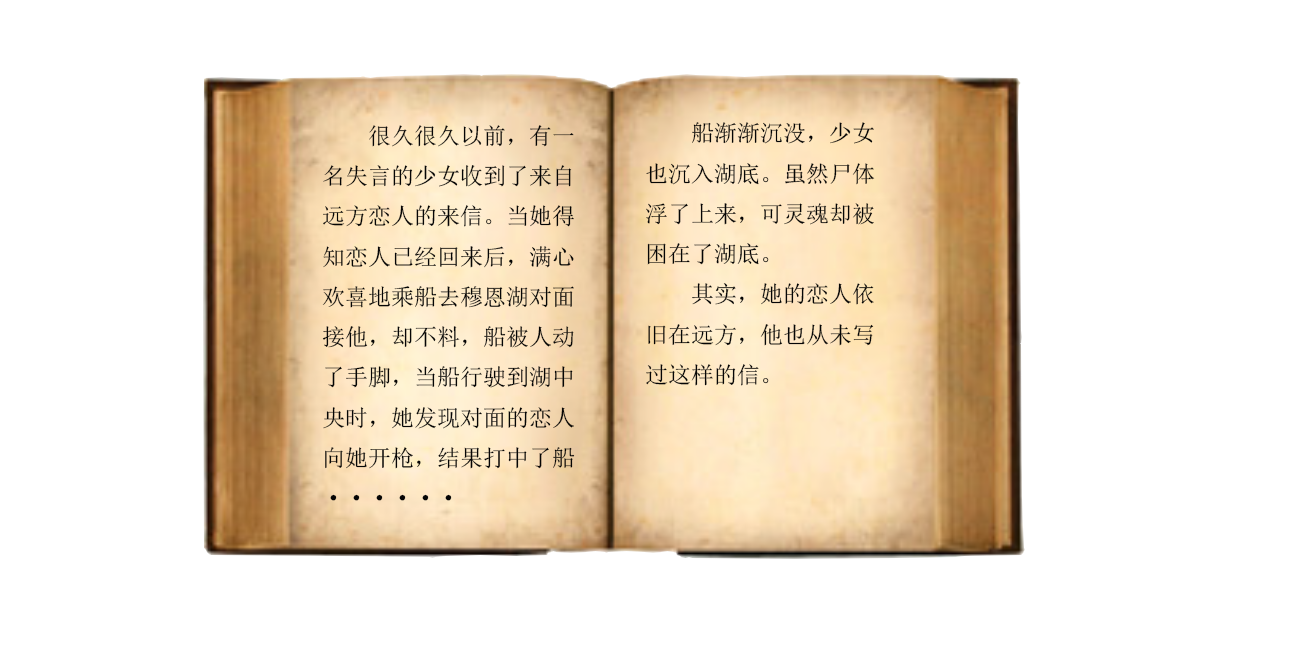 很久很久以前，有一
名失言的少女收到了来自
远方恋人的来信。当她得
知恋人已经回来后，满心
欢喜地乘船去穆恩湖对面
接他，却不料，船被人动
了手脚，当船行驶到湖中
央时，她发现对面的恋人
向她开枪，结果打中了船
······
船渐渐沉没，少女
也沉入湖底。虽然尸体
浮了上来，可灵魂却被
困在了湖底。
其实，她的恋人依
旧在远方，他也从未写
过这样的信。